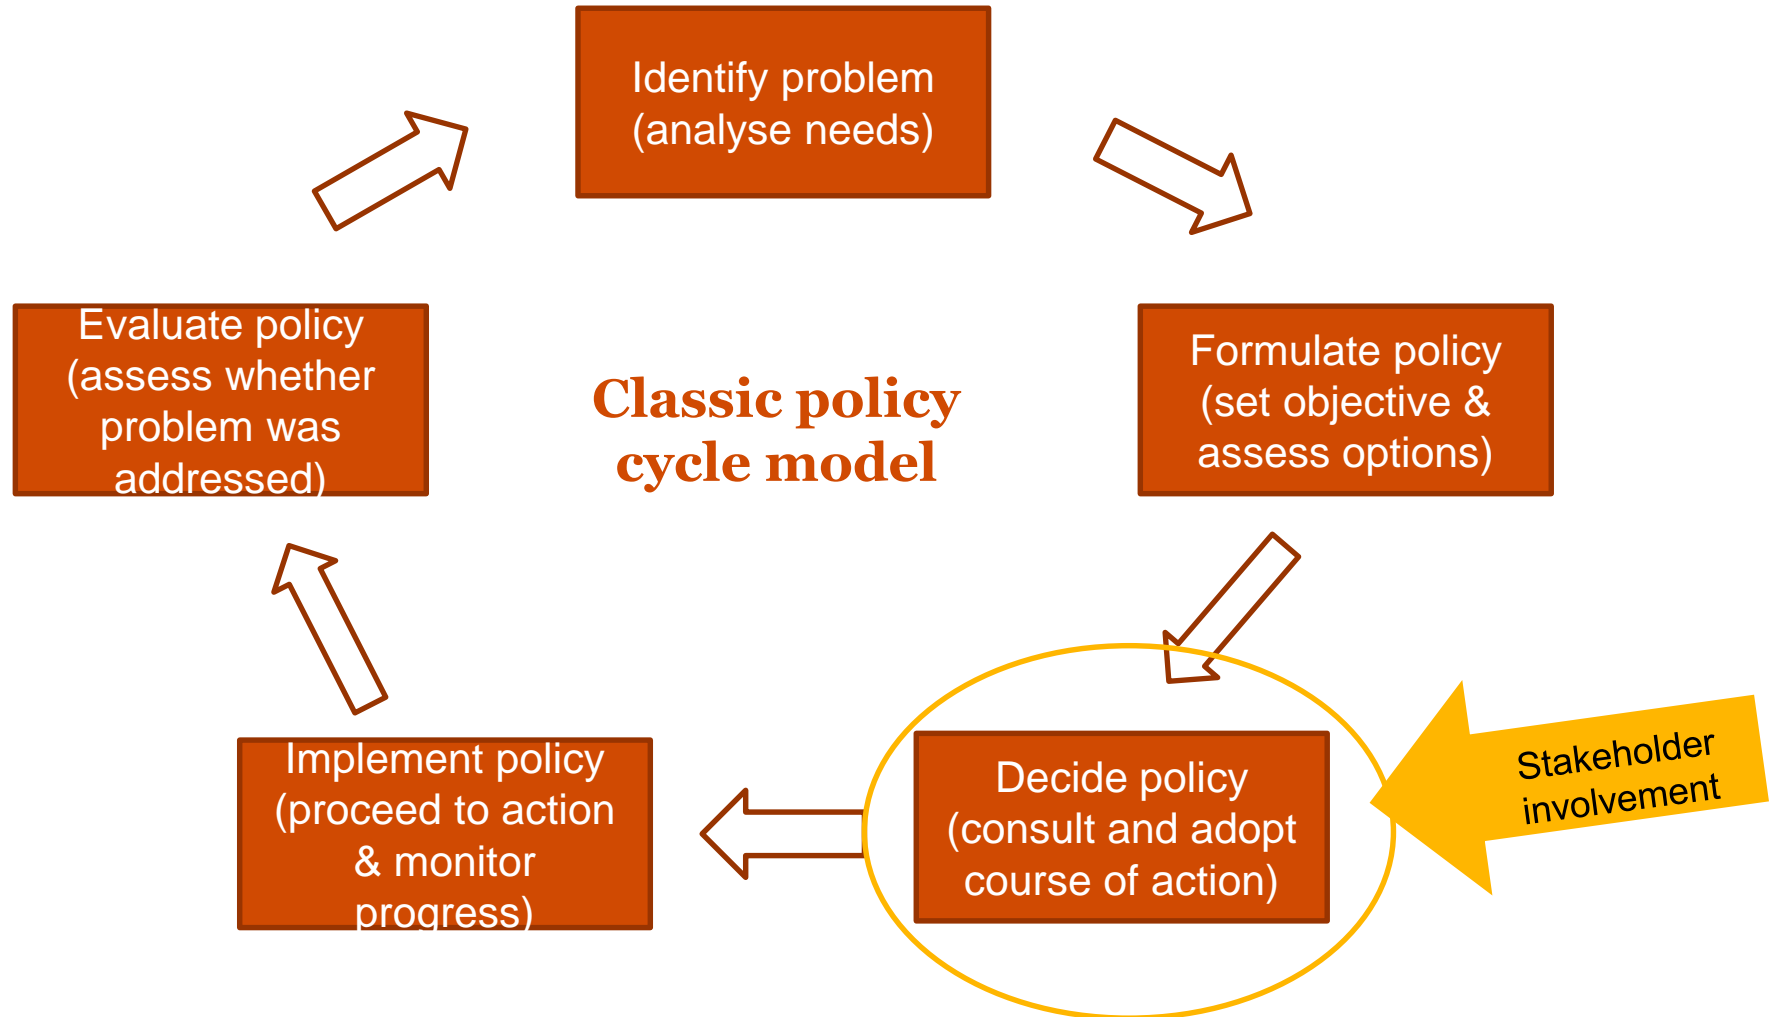 Identify problem
(analyse needs)
Evaluate policy
(assess whether
problem was
addressed)
Classic policy
cycle model
Formulate policy
(set objective &
assess options)
Implement policy
(proceed to action
& monitor
progress)
Decide policy
(consult and adopt
course of action)
Stakeholder
involvement